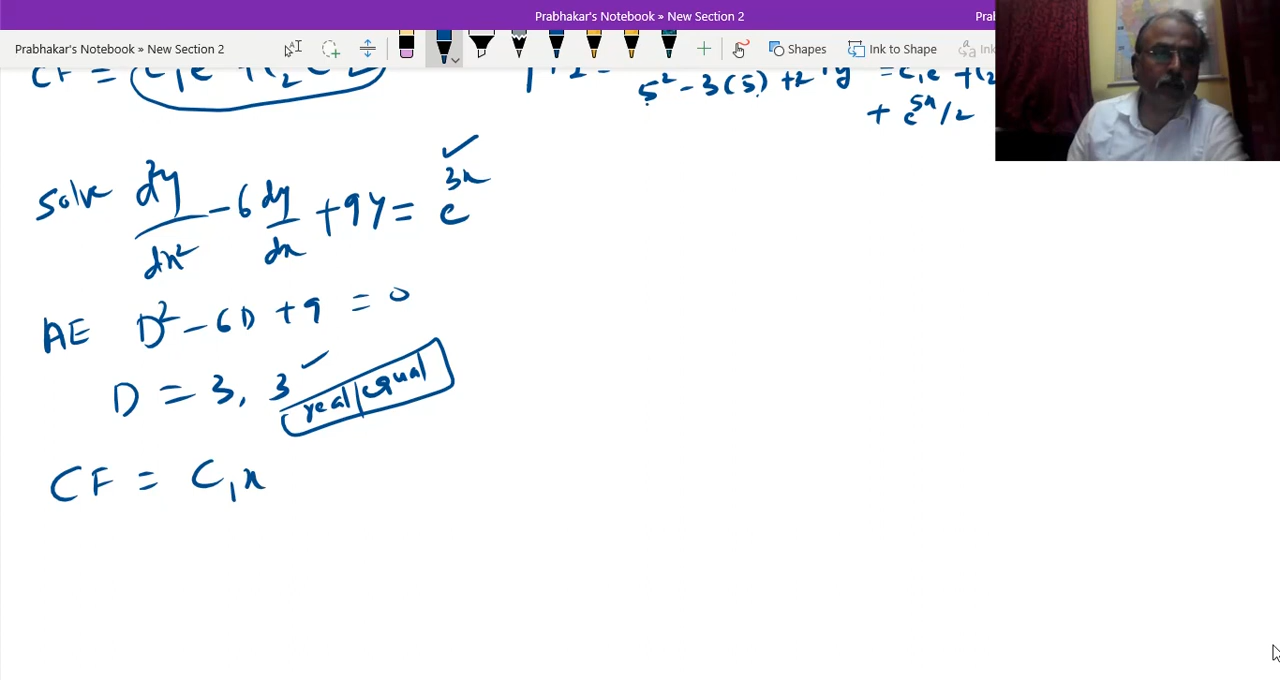 Prabhakar's Notebook » New Section 2
Pral
Prabhakar's Notebook » New Section 2
Shapes
Ink to Shape
Ink
5² - 3(5) + 2
+ e^5x/2
Solve d²y/dx² - 6 dy/dx + 9y = e^3x
AE D² - 6D + 9 = 0
D = 3, 3
real/equal
CF = C₁x